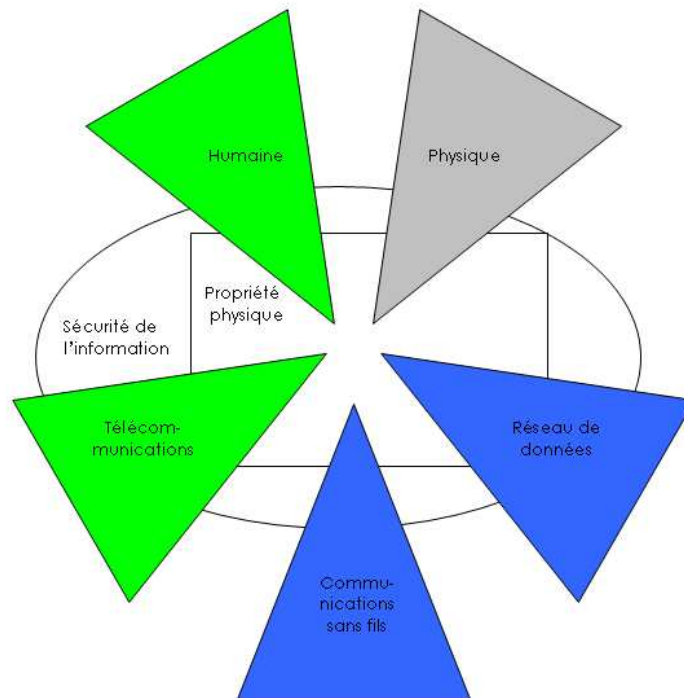 Humaine
Physique
Propriété
physique
Sécurité de
l'information
Télécom-
munications
Réseau de
données
Commu-
nications
sans fils